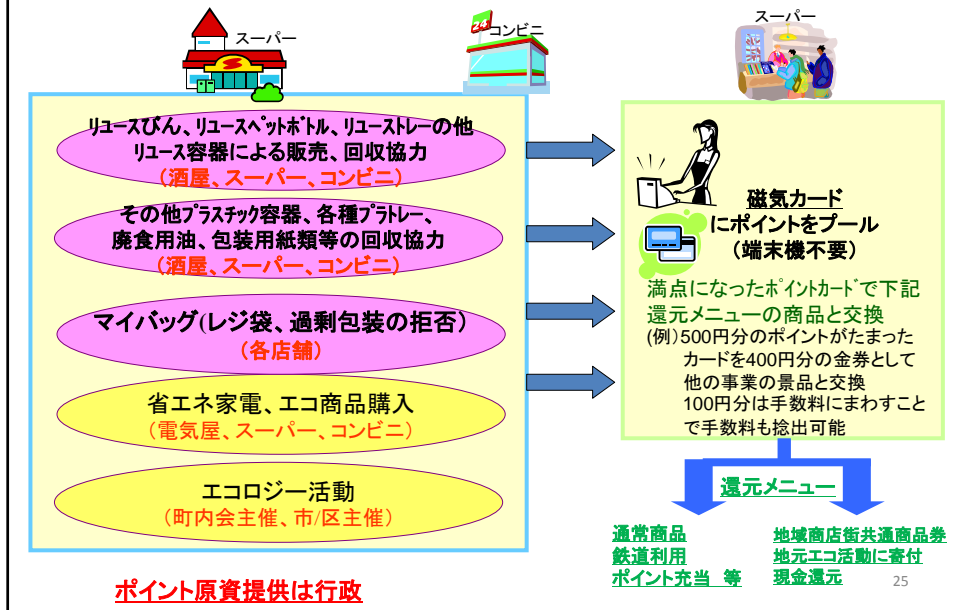 スーパー
コンビニ
スーパー
24
リユースびん、リユースペットボトル、リユーストレーの他
リユース容器による販売、回収協力
（酒屋、スーパー、コンビニ）
その他プラスチック容器、各種プラトレー、
廃食用油、包装用紙類等の回収協力
（酒屋、スーパー、コンビニ）
マイバッグ(レジ袋、過剰包装の拒否）
（各店舗）
省エネ家電、エコ商品購入
（電気屋、スーパー、コンビニ）
エコロジー活動
（町内会主催、市/区主催）
ポイント原資提供は行政
磁気カード
にポイントをプール
（端末機不要）
満点になったポイントカードで下記
還元メニューの商品と交換
(例）500円分のポイントがたまった
カードを400円分の金券として
他の事業の景品と交換
100円分は手数料にまわすこと
で手数料も捻出可能
還元メニュー
通常商品
鉄道利用
ポイント充当　等
地域商店街共通商品券
地元エコ活動に寄付
現金還元
25